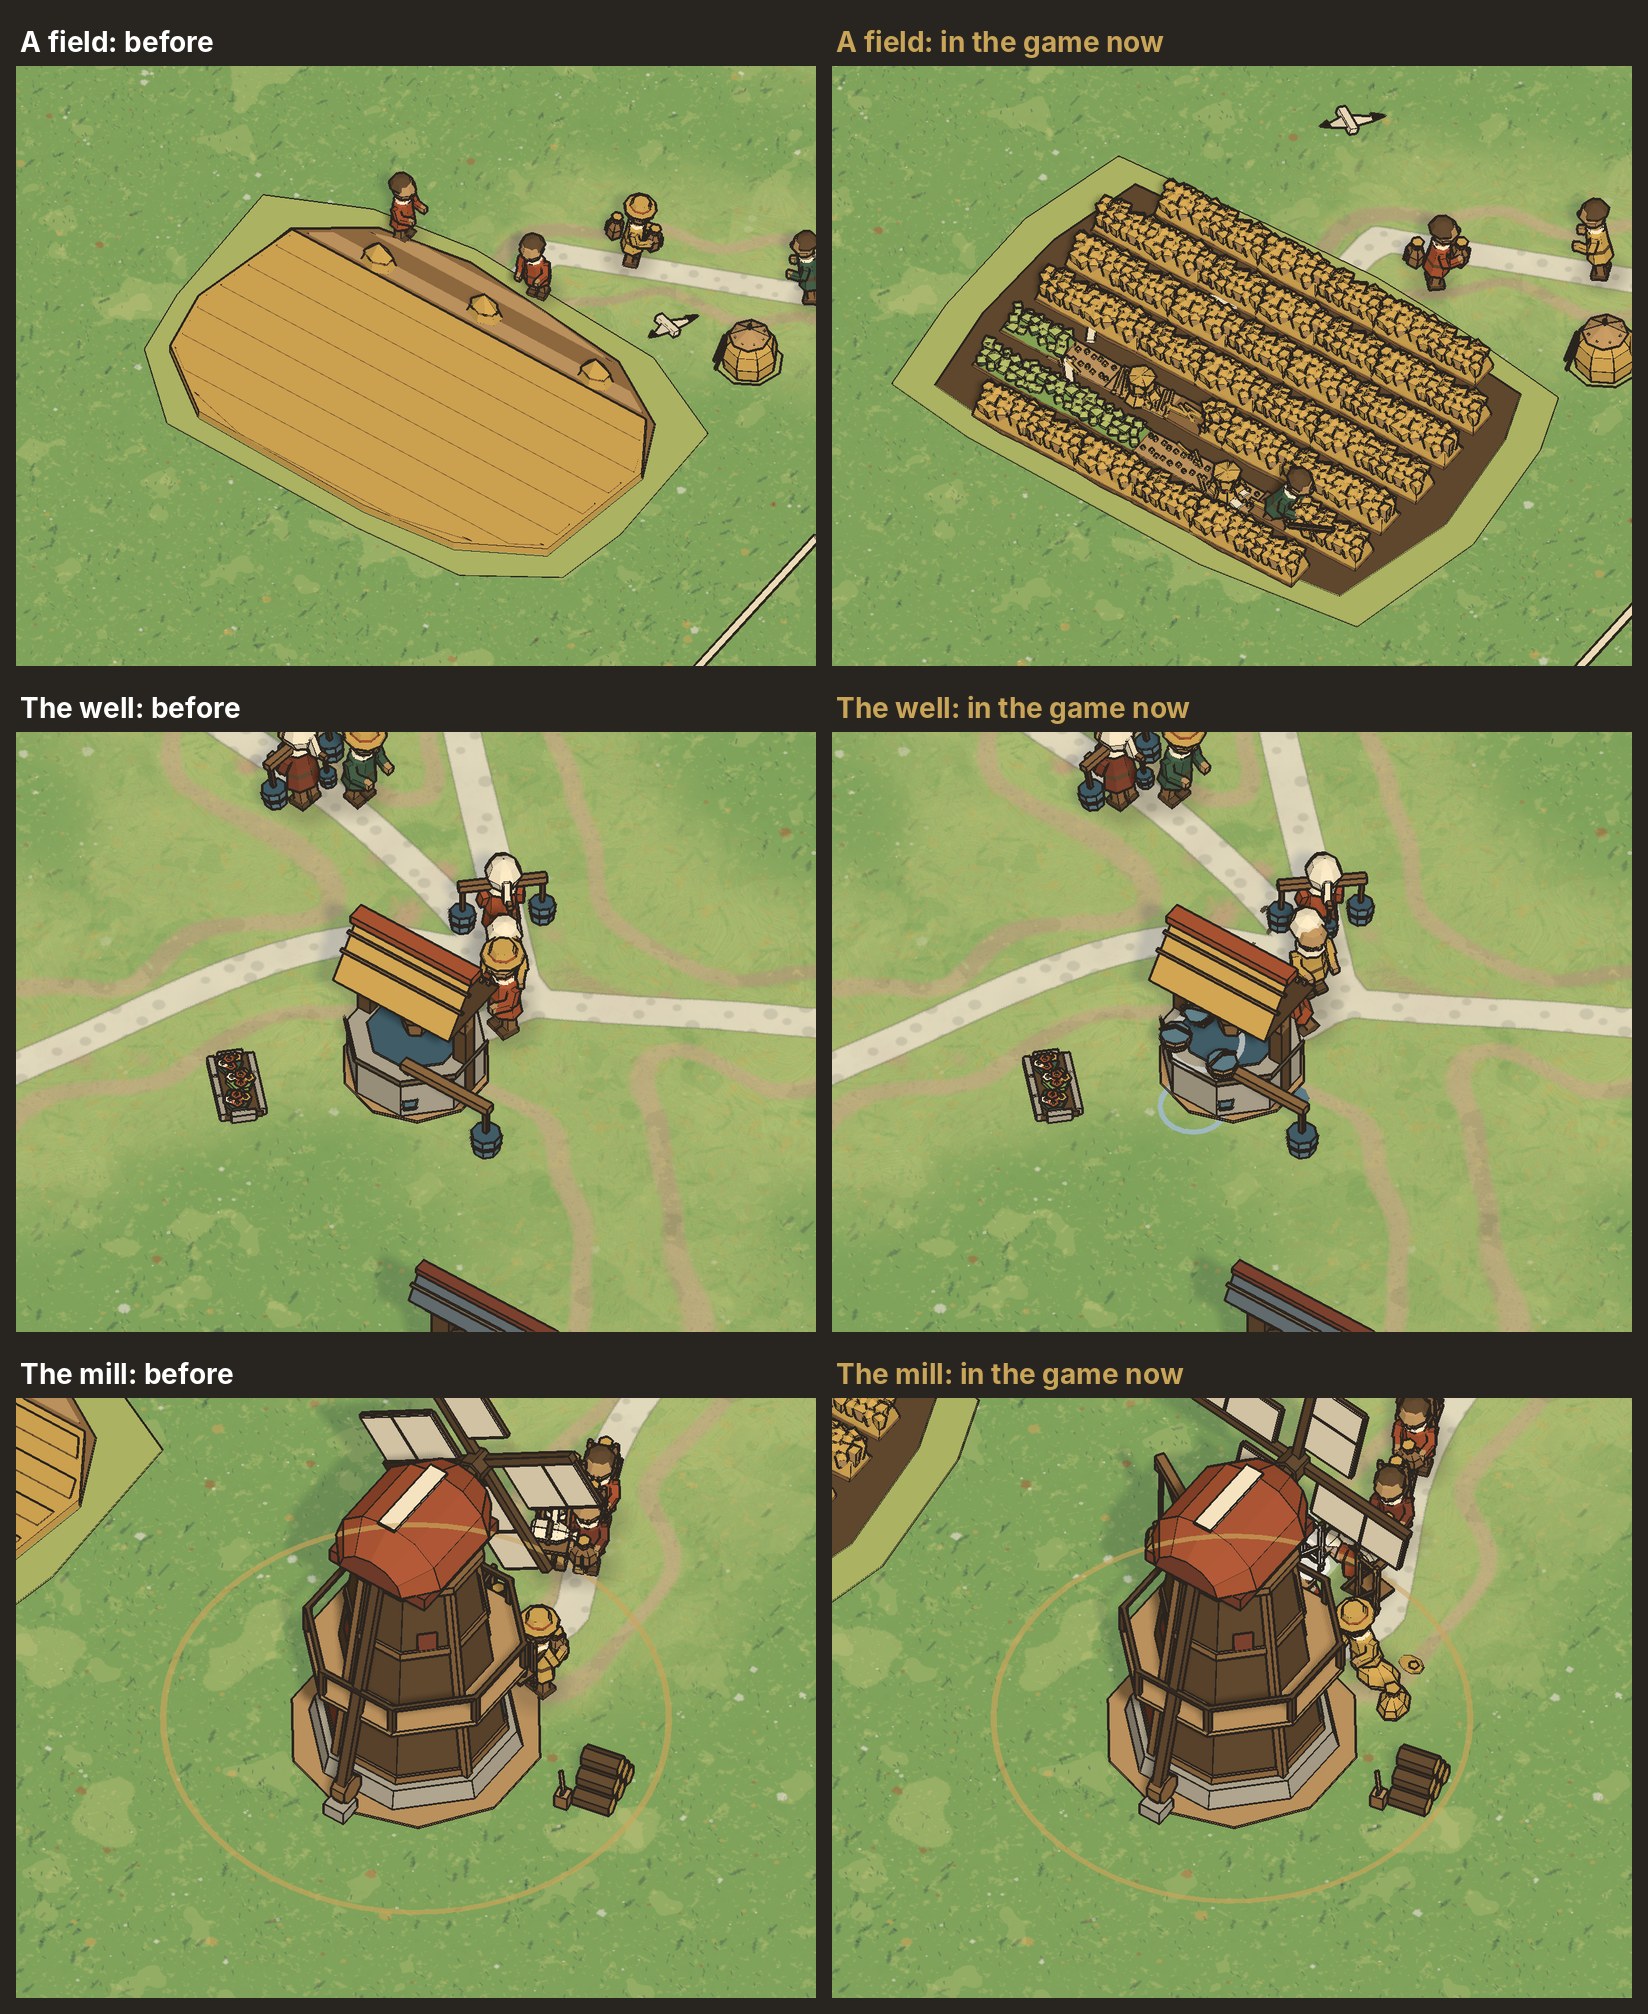 A field: before
A field: in the game now
The well: before
The well: in the game now
The mill: before
The mill: in the game now